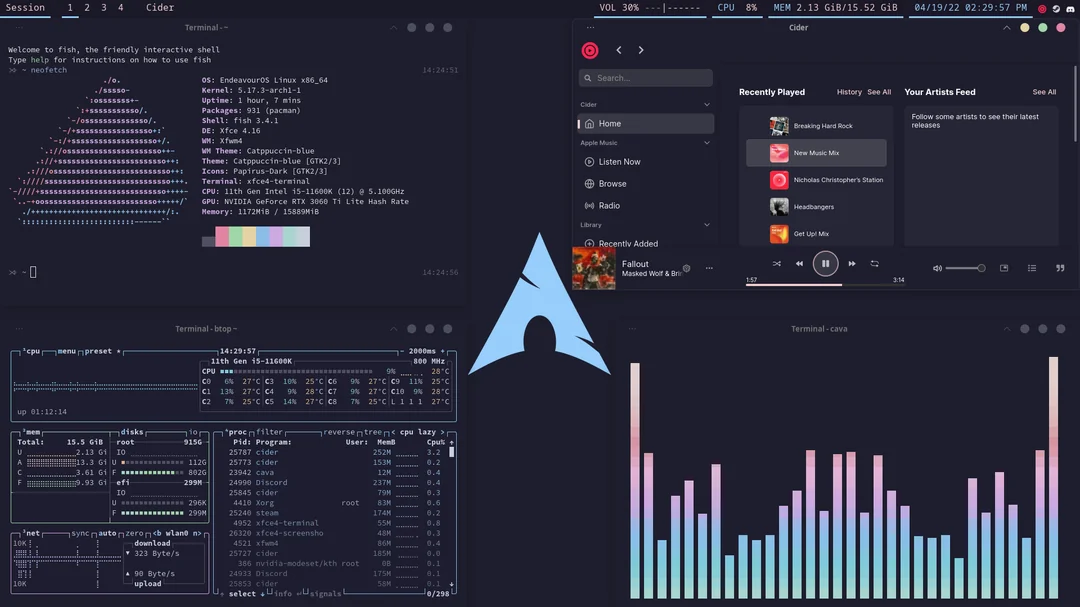 Session 1 2 3 4 Cider VOL 30% ---|------ CPU 8% MEM 2.13 GiB/15.52 GiB 04/19/22 02:29:57 PM
Terminal - ~
Welcome to fish, the friendly interactive shell
Type help for instructions on how to use fish
~ neofetch 14:24:51
OS: EndeavourOS Linux x86_64
Kernel: 5.17.3-arch1-1
Uptime: 1 hour, 7 mins
Packages: 931 (pacman)
Shell: fish 3.4.1
DE: Xfce 4.16
WM: Xfwm4
WM Theme: Catppuccin-blue
Theme: Catppuccin-blue [GTK2/3]
Icons: Papirus-Dark [GTK2/3]
Terminal: xfce4-terminal
CPU: 11th Gen Intel i5-11600K (12) @ 5.100GHz
GPU: NVIDIA GeForce RTX 3060 Ti Lite Hash Rate
Memory: 1172MiB / 15889MiB
~ 14:24:56
Cider
Search...
Cider
Home
Apple Music
Listen Now
Browse
Radio
Library
Recently Added
Recently Played History See All
Breaking Hard Rock
New Music Mix
Nicholas Christopher's Station
Headbangers
Get Up! Mix
Your Artists Feed See All
Follow some artists to see their latest
releases
Fallout
Masked Wolf & Brin
1:57 3:14
Terminal - btop ~
cpu menu preset * 14:29:57 - 2000ms +
11th Gen i5-11600K 800 MHz
CPU 9% 28°C
C0 6% 27°C C3 10% 25°C C6 9% 27°C C9 11% 25°C
C1 13% 27°C C4 9% 28°C C7 9% 27°C C10 9% 28°C
C2 7% 25°C C5 14% 27°C C8 7% 25°C L 1 1 1 27°C
up 01:12:14
mem disks io
Total: 15.5 GiB root 915G
U 2.13 Gi IO
A 13.3 Gi U 112G
C 3.61 Gi F 802G
F 9.93 Gi efi 299M
IO
U 296K
F 299M
net sync auto zero <b wlan0 n>
10K download
▼ 323 Byte/s
▲ 90 Byte/s
10K upload
proc filter reverse tree < cpu lazy >
Pid: Program: User: MemB Cpu% ↑
25787 cider 252M 3.2
25773 cider 153M 0.2
23942 cava 12M 0.4
24990 Discord 237M 0.4
25845 cider 79M 0.3
4410 Xorg root 83M 0.6
25240 steam 174M 0.2
4952 xfce4-terminal 55M 0.8
26320 xfce4-screensho 48M 0.3
4521 xfwm4 86M 0.4
25727 cider 185M 0.0
386 nvidia-modeset/kth root 0B 0.1
24933 Discord 175M 0.1
25853 cider 58M 0.1
↑ select ↓ info ↵ signals 0/298
Terminal - cava